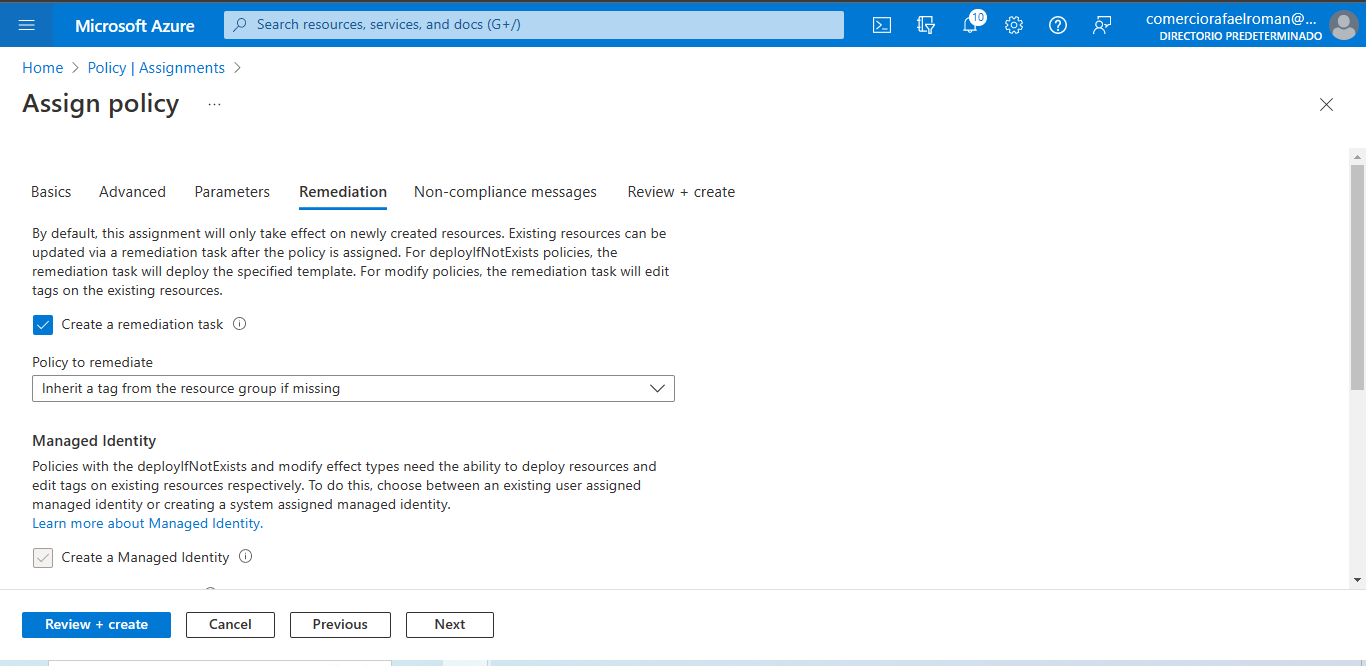 Microsoft Azure
Search resources, services, and docs (G+/)
10
comerciorafaelroman@...
DIRECTORIO PREDETERMINADO
Home > Policy | Assignments >
Assign policy ...
Basics Advanced Parameters Remediation Non-compliance messages Review + create
By default, this assignment will only take effect on newly created resources. Existing resources can be
updated via a remediation task after the policy is assigned. For deployIfNotExists policies, the
remediation task will deploy the specified template. For modify policies, the remediation task will edit
tags on the existing resources.
Create a remediation task
Policy to remediate
Inherit a tag from the resource group if missing
Managed Identity
Policies with the deployIfNotExists and modify effect types need the ability to deploy resources and
edit tags on existing resources respectively. To do this, choose between an existing user assigned
managed identity or creating a system assigned managed identity.
Learn more about Managed Identity.
Create a Managed Identity
Review + create Cancel Previous Next